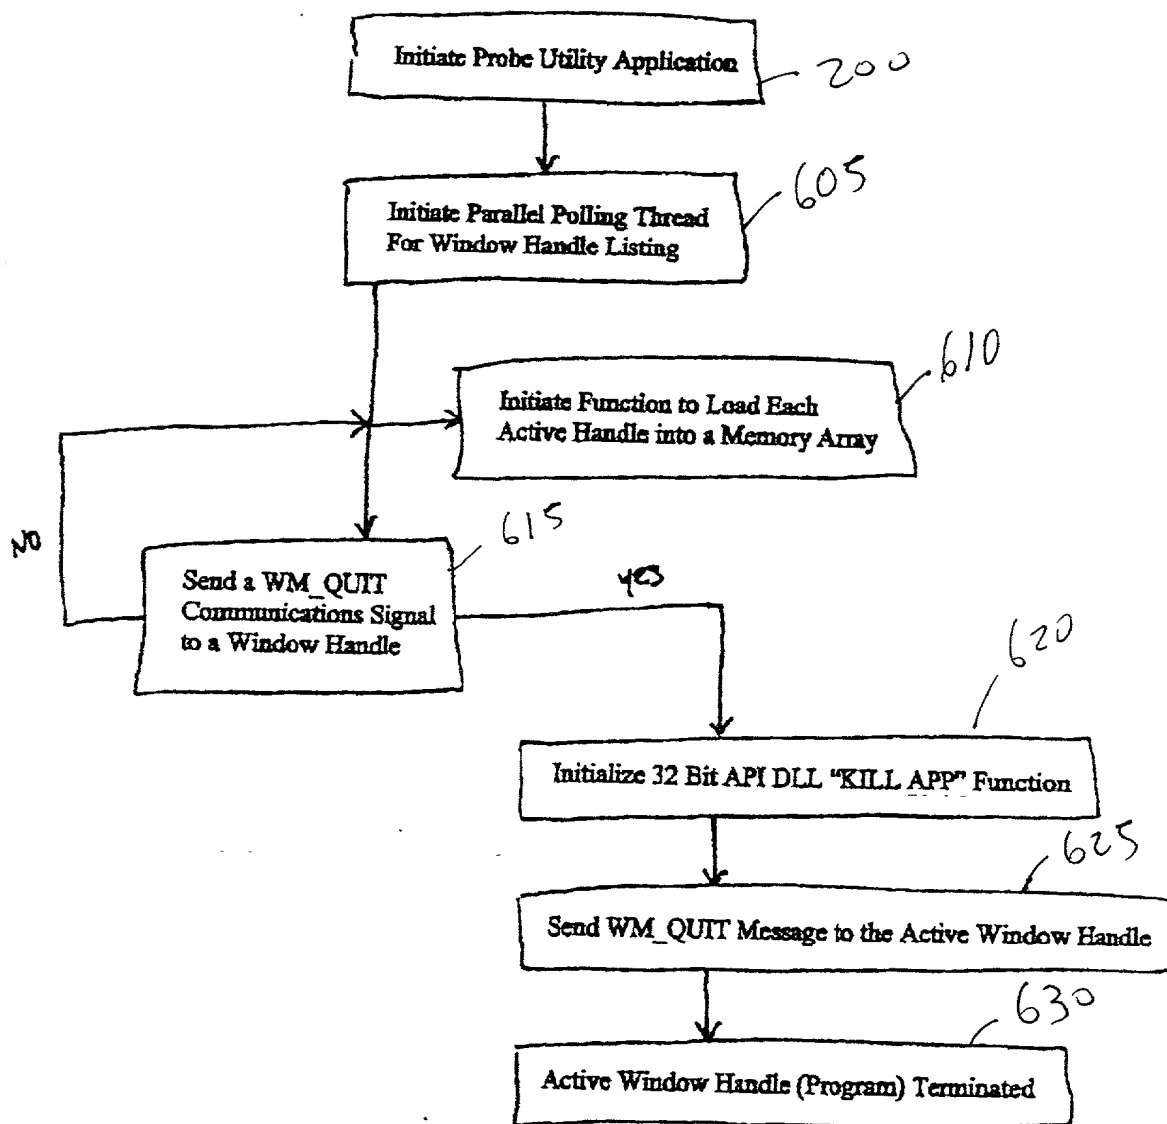 Initiate Probe Utility Application
200
Initiate Parallel Polling Thread
For Window Handle Listing
605
Initiate Function to Load Each
Active Handle into a Memory Array
610
NO
Send a WM_QUIT
Communications Signal
to a Window Handle
615
yes
620
Initialize 32 Bit API DLL "KILL APP" Function
625
Send WM_QUIT Message to the Active Window Handle
630
Active Window Handle (Program) Terminated